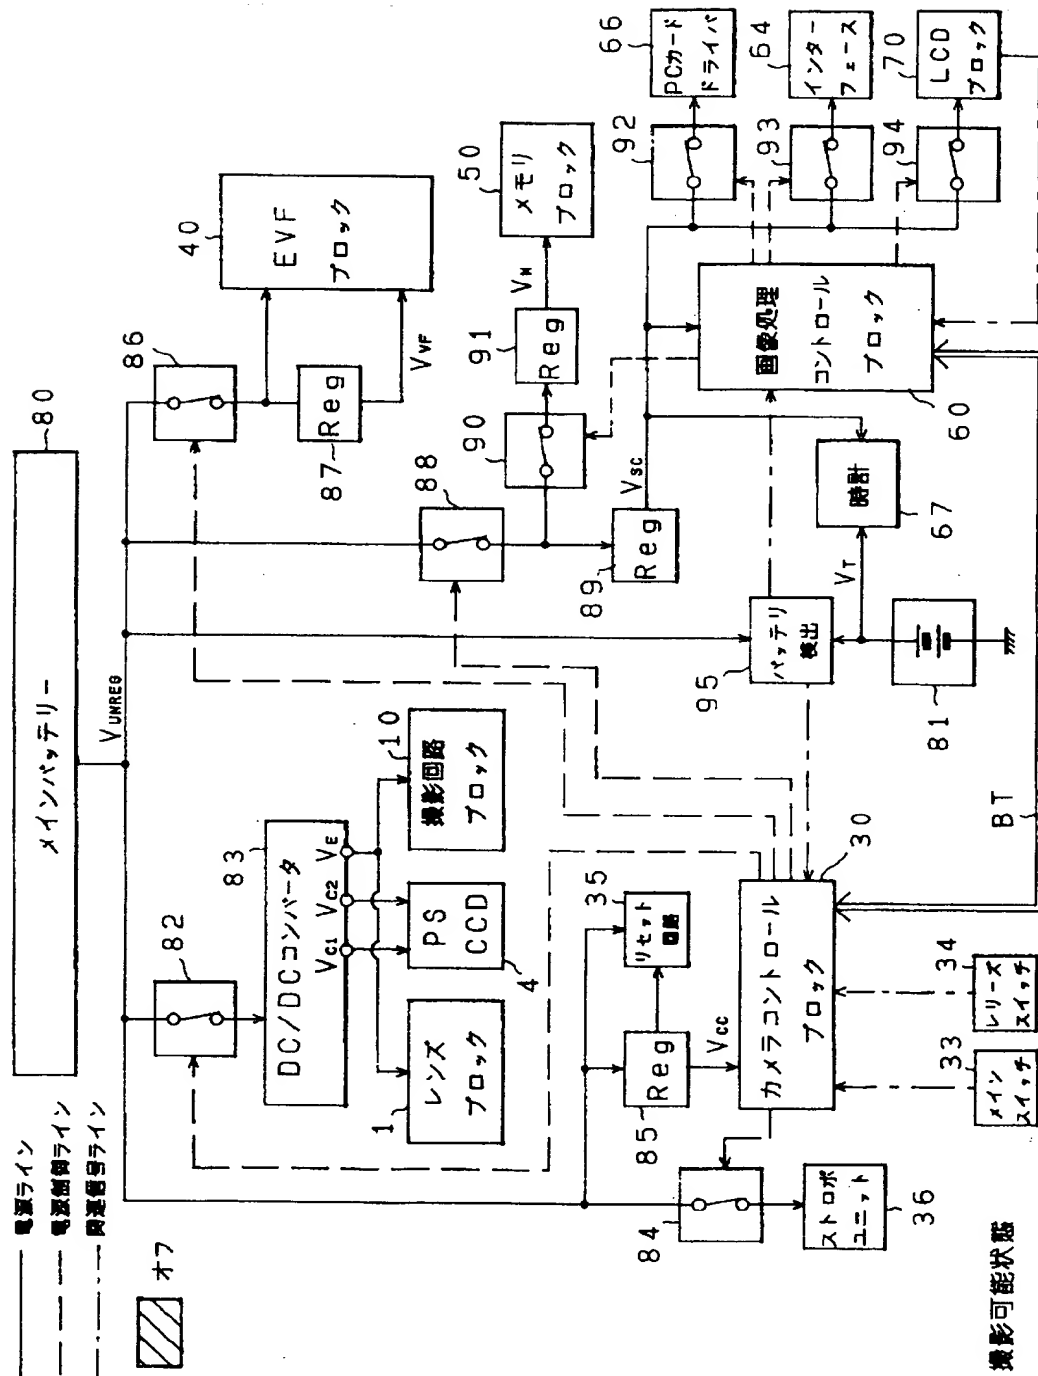 電源ライン
電源制御ライン
関連信号ライン
オフ
メインバッテリー
80
VUNREG
82
83
DC/DCコンバータ
VC1
VC2
VE
1
レンズ
ブロック
PS
CCD
4
10
撮影回路
ブロック
86
87
Reg
VVF
40
EVF
ブロック
88
89
Reg
90
91
Reg
VM
50
メモリ
ブロック
VSC
92
66
PCカード
ドライバ
93
64
インター
フェース
94
70
LCD
ブロック
画像処理
コントロール
ブロック
60
時計
67
VT
バッテリ
検出
95
81
BT
30
カメラコントロール
ブロック
VCC
35
リセット
回路
85
Reg
84
ストロボ
ユニット
36
33
メイン
スイッチ
34
レリーズ
スイッチ
撮影可能状態